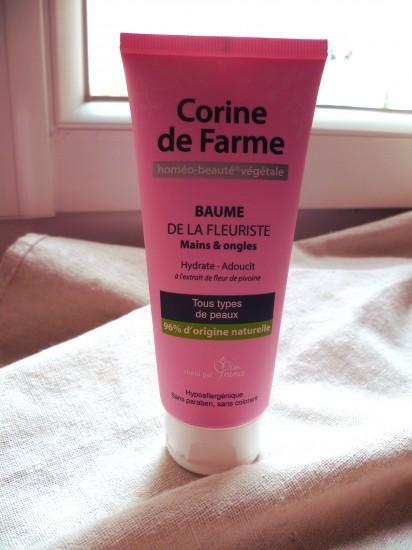 Corine
de Farme
homéo-beauté®végétale
BAUME
DE LA FLEURISTE
Mains & ongles
Hydrate - Adoucit
à l'extrait de fleur de pivoine
Tous types
de peaux
96% d'origine naturelle
par
Hypoallergénique
Sans paraben, sans colorant